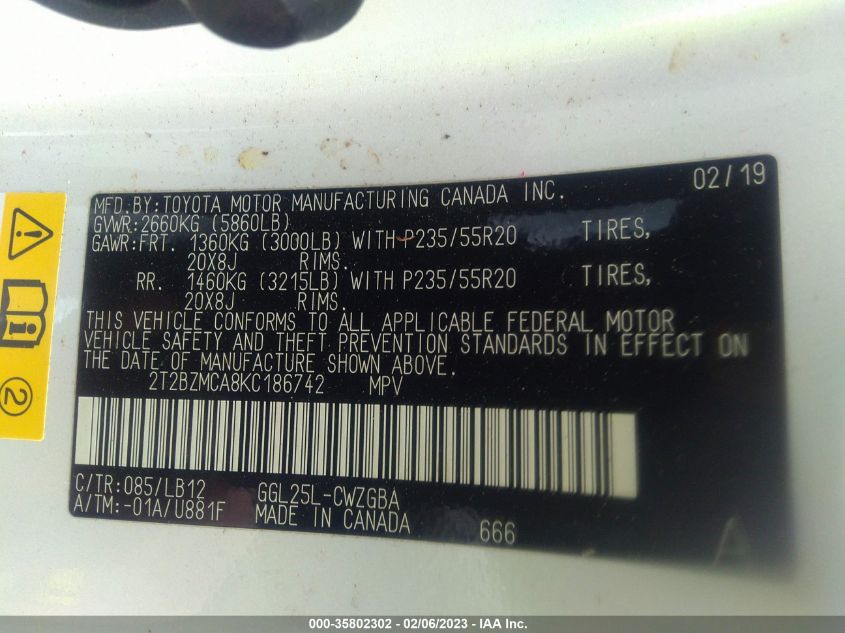 02/19
MFD.BY:TOYOTA MOTOR MANUFACTURING CANADA INC.
GVWR:2660KG (5860LB)
GAWR:FRT. 1360KG (3000LB) WITH P235/55R20 TIRES,
20X8J RIMS.
RR. 1460KG (3215LB) WITH P235/55R20 TIRES,
20X8J RIMS.
THIS VEHICLE CONFORMS TO ALL APPLICABLE FEDERAL MOTOR
VEHICLE SAFETY AND THEFT PREVENTION STANDARDS IN EFFECT ON
THE DATE OF MANUFACTURE SHOWN ABOVE.
2T2BZMCA8KC186742 MPV
C/TR:085/LB12 GGL25L-CWZGBA
A/TM:-01A/U881F MADE IN CANADA 666
A
2
000-35802302 - 02/06/2023 - IAA Inc.